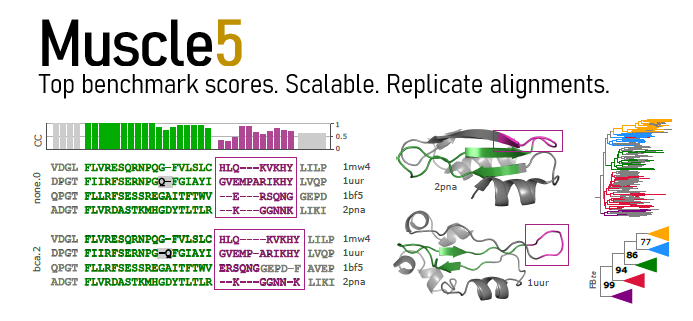 Muscle5
Top benchmark scores. Scalable. Replicate alignments.
CC
1
0.5
0
none.0
VDGL FLVRESQRNPQG-FVLSLC HLQ---KVKHY LILP 1mw4
DPGT FIIRFSERNPGQ-FGIAYI GVEMPARIKHY LVQP 1uur
QPGT FLLRFSESSREGAITFTWV --E---RSQNG GEPD 1bf5
ADGT FLVRDASTKMHGDYTLTLR --K---GGNNK LIKI 2pna
bca.2
VDGL FLVRESQRNPQG-FVLSLC HLQ----KVKHY LILP 1mw4
DPGT FIIRFSERNPG-QFGIAYI GVEMP-ARIKHY LVQP 1uur
QPGT FLLRFSESSREGAITFTWV ERSQNGGEPD-F AVEP 1bf5
ADGT FLVRDASTKMHGDYTLTLR --K---GGNN-K LIKI 2pna
2pna
1uur
FBte
77
86
94
99